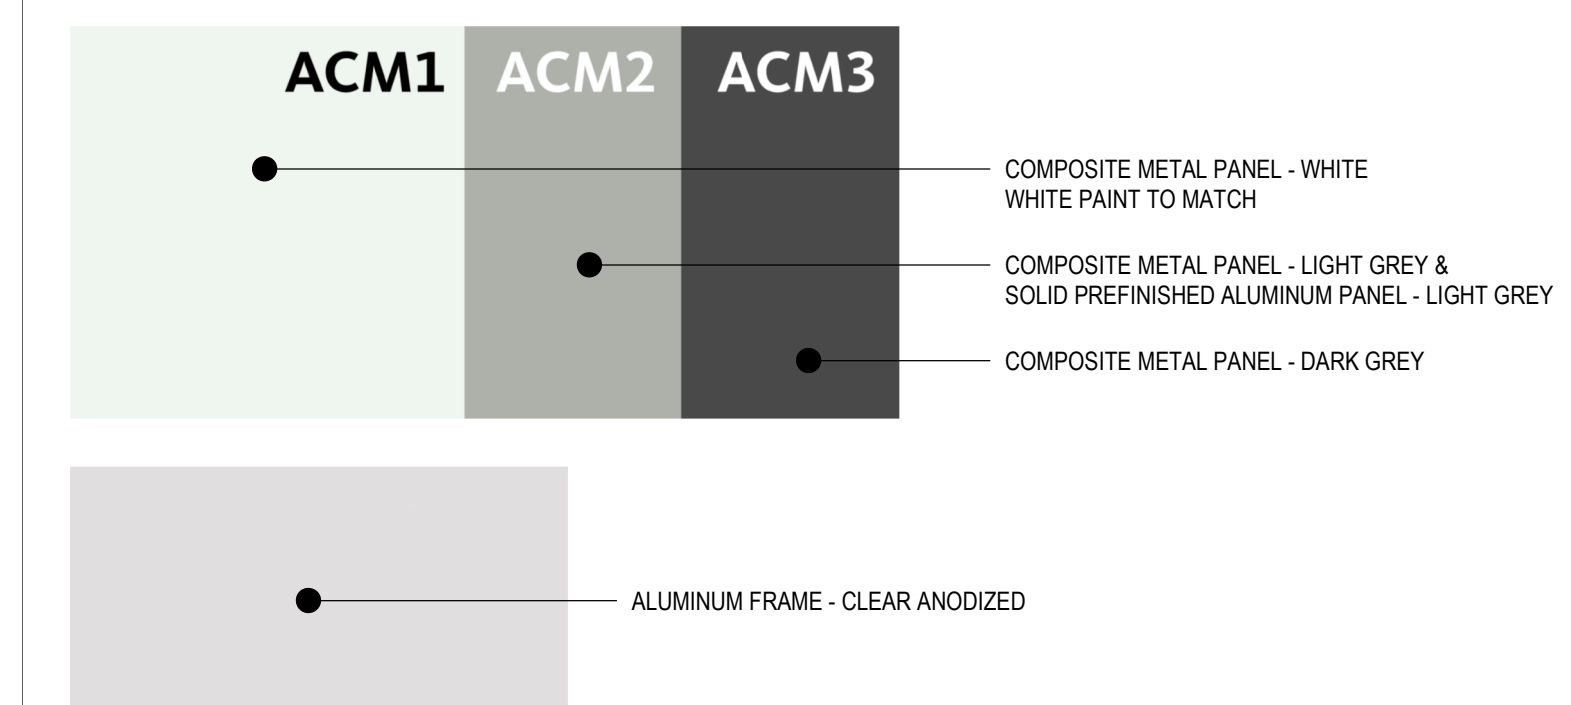 ACM1 ACM2 ACM3
COMPOSITE METAL PANEL - WHITE
WHITE PAINT TO MATCH
COMPOSITE METAL PANEL - LIGHT GREY &
SOLID PREFINISHED ALUMINUM PANEL - LIGHT GREY
COMPOSITE METAL PANEL - DARK GREY
ALUMINUM FRAME - CLEAR ANODIZED